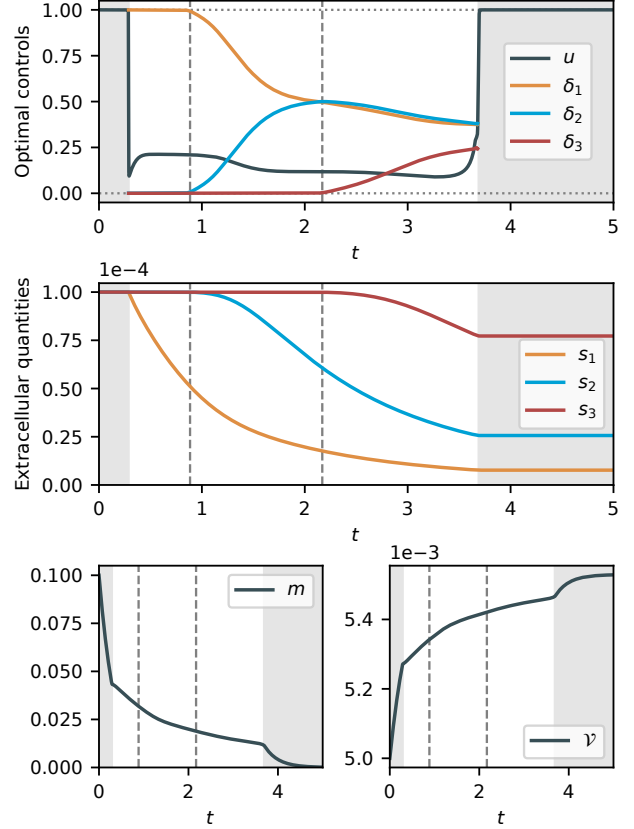 Optimal controls
1.00
0.75
0.50
0.25
0.00
u
δ₁
δ₂
δ₃
0 1 2 3 4 5
t
1e−4
Extracellular quantities
1.00
0.75
0.50
0.25
0.00
s₁
s₂
s₃
0 1 2 3 4 5
t
0.100
0.075
0.050
0.025
0.000
m
0 2 4
t
1e−3
5.4
5.2
5.0
𝒱
0 2 4
t